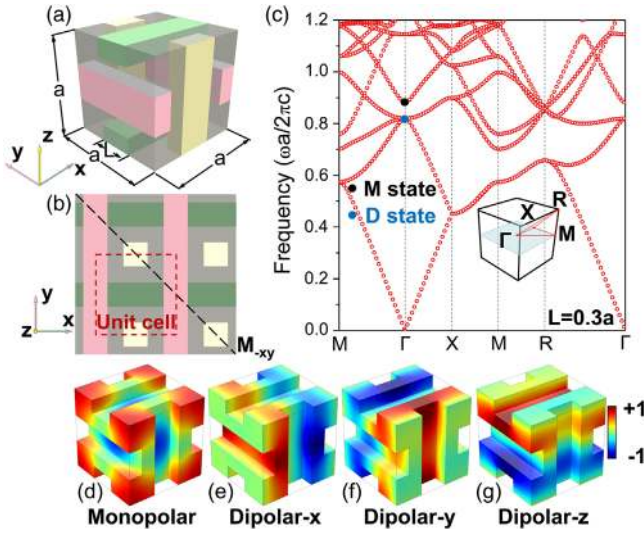 (a)
a
a
L
a
z
y
x
(b)
Unit cell
M-xy
y
z
x
(c)
Frequency (ωa/2πc)
1.2
1.0
0.8
0.6
0.4
0.2
0.0
M state
D state
X
R
Γ
M
L=0.3a
M Γ X M R Γ
+1
-1
(d) (e) (f) (g)
Monopolar Dipolar-x Dipolar-y Dipolar-z